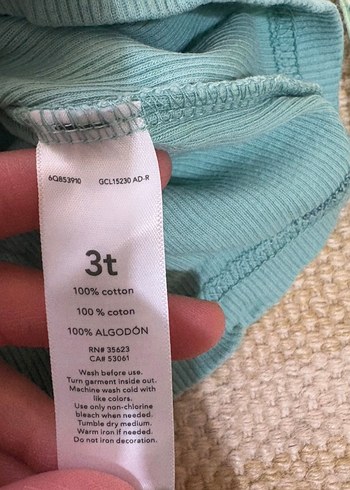 6Q8S3910 GCL15230 AD-R
3t
100% cotton
100 % coton
100% ALGODÓN
RN# 35623
CA# 53061
Wash before use.
Turn garment inside out.
Machine wash cold with
like colors.
Use only non-chlorine
bleach when needed.
Tumble dry medium.
Warm iron if needed.
Do not iron decoration.